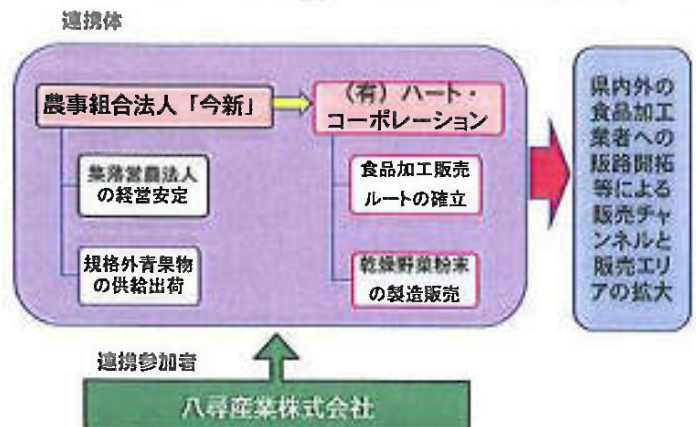 連携体
農事組合法人「今新」
(有)ハート・
コーポレーション
集落営農法人
の経営安定
食品加工販売
ルートの確立
規格外青果物
の供給出荷
乾燥野菜粉末
の製造販売
県内外の
食品加工
業者への
販路開拓
等による
販売チャ
ンネルと
販売エリ
アの拡大
連携参加者
八尋産業株式会社